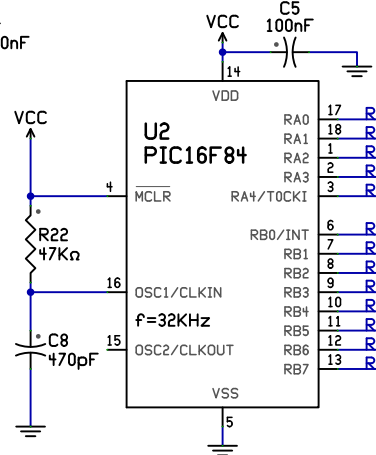 C5
VCC
100nF
0nF
14
VDD
VCC
U2
PIC16F84
RA0 17 R
RA1 18 R
RA2 1 R
RA3 2 R
4 MCLR RA4/TOCKI 3 R
RB0/INT 6 R
R22
RB1 7 R
47KΩ
RB2 8 R
16 OSC1/CLKIN RB3 9 R
RB4 10 R
f=32KHz
RB5 11 R
C8
15 OSC2/CLKOUT RB6 12 R
470pF
RB7 13 R
VSS
5